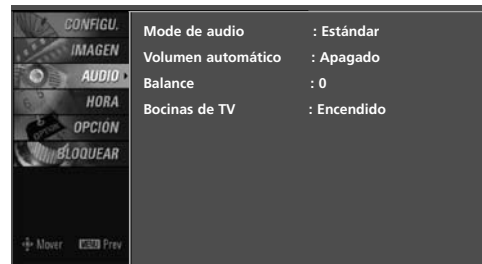 CONFIGU.
IMAGEN
AUDIO
HORA
OPCIÓN
BLOQUEAR
Mover MENU Prev
Mode de audio : Estándar
Volumen automático : Apagado
Balance : 0
Bocinas de TV : Encendido